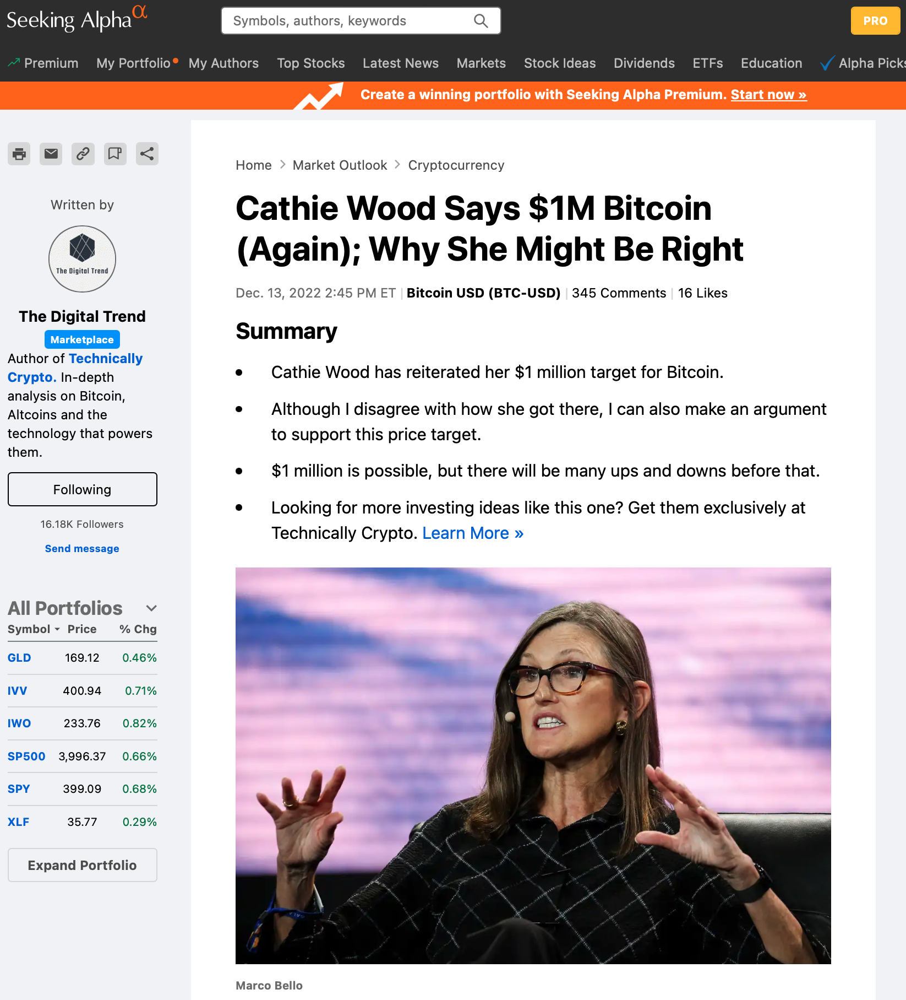 Seeking Alpha α
Symbols, authors, keywords
PRO
Premium My Portfolio My Authors Top Stocks Latest News Markets Stock Ideas Dividends ETFs Education Alpha Picks
Create a winning portfolio with Seeking Alpha Premium. Start now »
Written by
The Digital Trend
The Digital Trend
Marketplace
Author of Technically
Crypto. In-depth
analysis on Bitcoin,
Altcoins and the
technology that powers
them.
Following
16.18K Followers
Send message
All Portfolios
Symbol Price % Chg
GLD 169.12 0.46%
IVV 400.94 0.71%
IWO 233.76 0.82%
SP500 3,996.37 0.66%
SPY 399.09 0.68%
XLF 35.77 0.29%
Expand Portfolio
Home > Market Outlook > Cryptocurrency
Cathie Wood Says $1M Bitcoin
(Again); Why She Might Be Right
Dec. 13, 2022 2:45 PM ET | Bitcoin USD (BTC-USD) | 345 Comments | 16 Likes
Summary
• Cathie Wood has reiterated her $1 million target for Bitcoin.
• Although I disagree with how she got there, I can also make an argument
to support this price target.
• $1 million is possible, but there will be many ups and downs before that.
• Looking for more investing ideas like this one? Get them exclusively at
Technically Crypto. Learn More »
Marco Bello